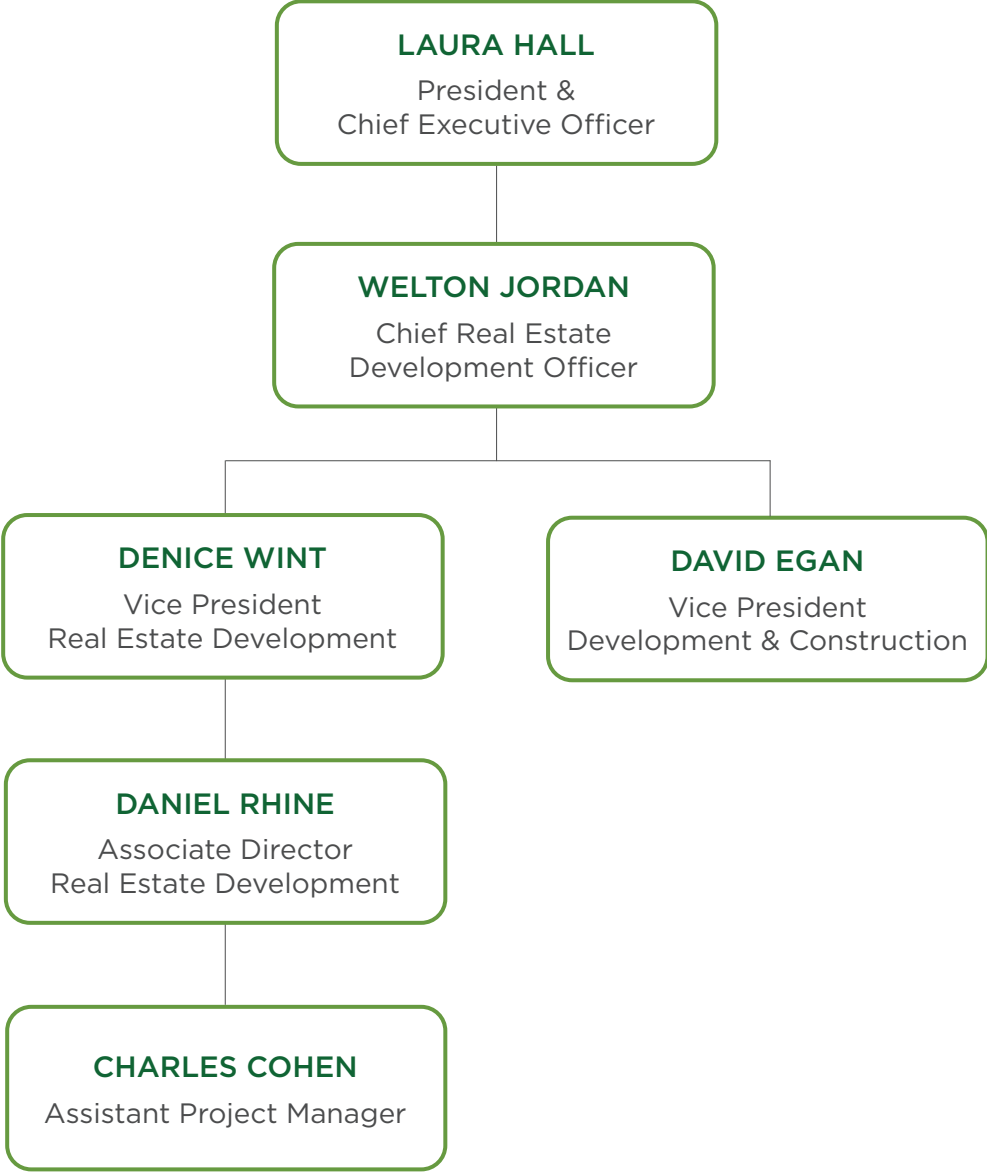 LAURA HALL
President &
Chief Executive Officer
WELTON JORDAN
Chief Real Estate
Development Officer
DENICE WINT
Vice President
Real Estate Development
DAVID EGAN
Vice President
Development & Construction
DANIEL RHINE
Associate Director
Real Estate Development
CHARLES COHEN
Assistant Project Manager